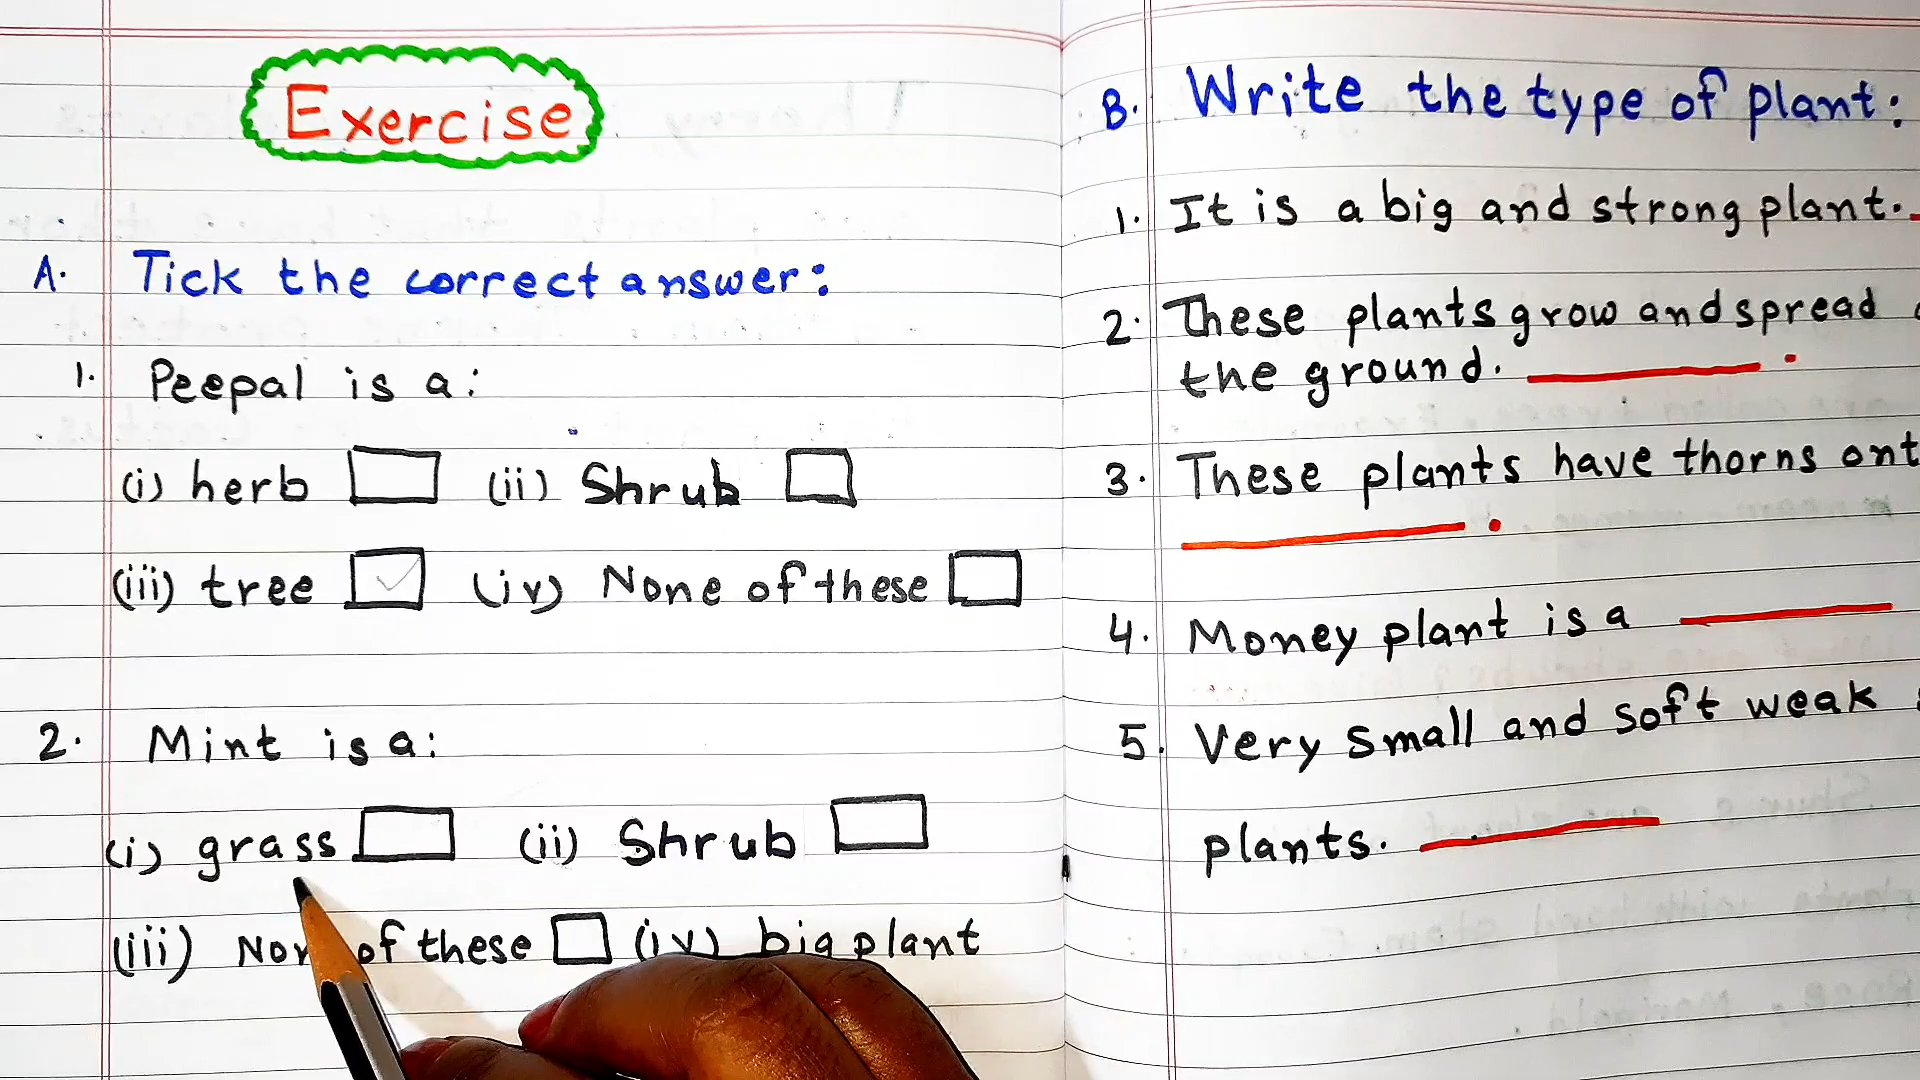 Exercise
A. Tick the correct answer:
1. Peepal is a:
(i) herb (ii) Shrub
(iii) tree (iv) None of these
2. Mint is a:
(i) grass (ii) Shrub
(iii) of these (iv) big plant
B. Write the type of plant:
1. It is a big and strong plant.
2. These plants grow and spread
the ground.
3. These plants have thorns on
4. Money plant is a
5. Very small and soft weak
plants.